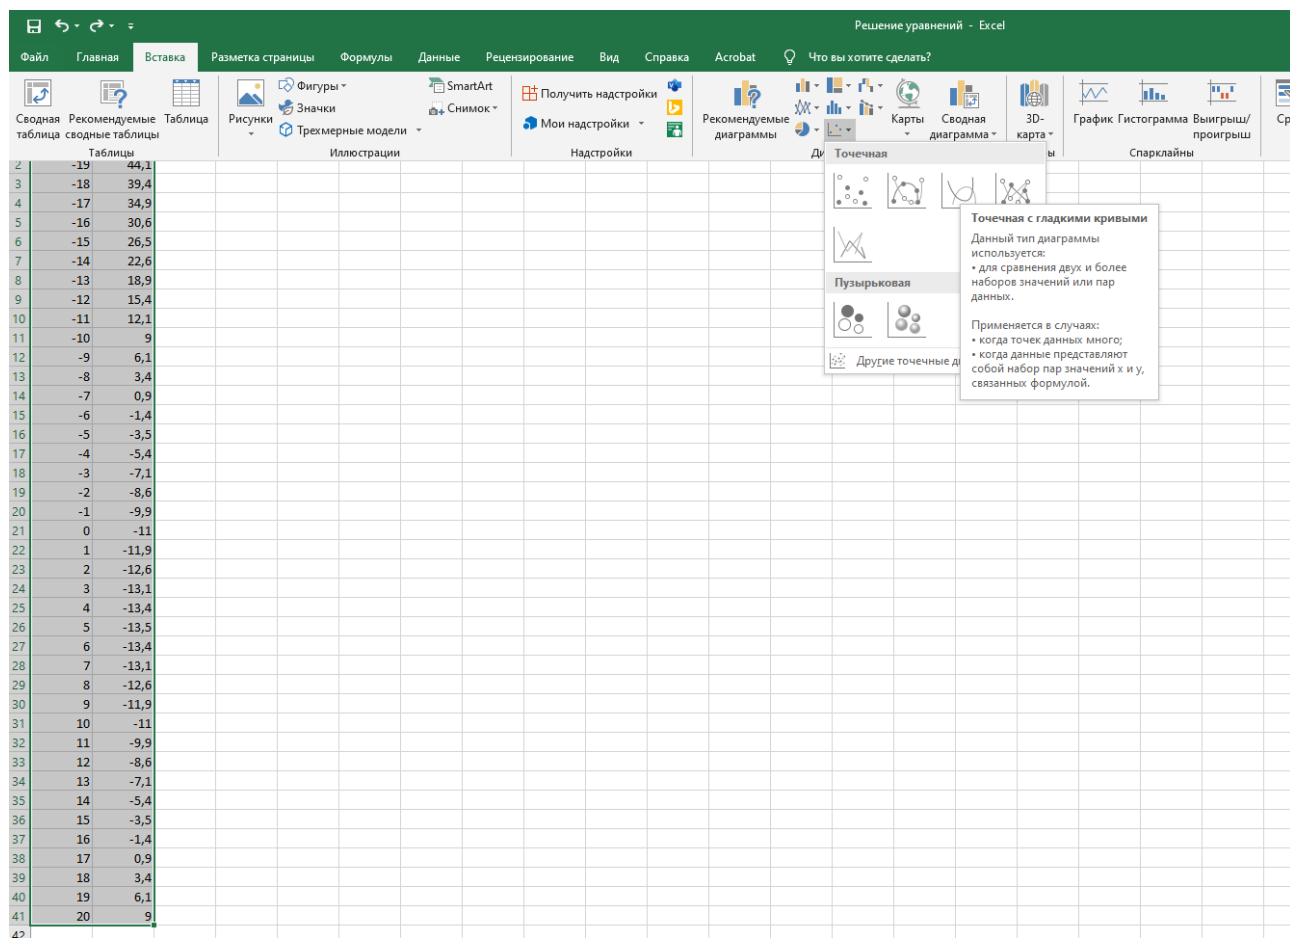 Решение уравнений - Excel
Файл Главная Вставка Разметка страницы Формулы Данные Рецензирование Вид Справка Acrobat Что вы хотите сделать?
Сводная таблица
Рекомендуемые сводные таблицы
Таблица
Таблицы
Рисунки
Фигуры
Значки
Трехмерные модели
SmartArt
Снимок
Иллюстрации
Получить надстройки
Мои надстройки
Надстройки
Рекомендуемые диаграммы
Карты
Сводная диаграмма
3D-карта
График Гистограмма Выигрыш/проигрыш
Спарклайны
Точечная
Пузырьковая
Другие точечные
Точечная с гладкими кривыми
Данный тип диаграммы
используется:
• для сравнения двух и более
наборов значений или пар
данных.
Применяется в случаях:
• когда точек данных много;
• когда данные представляют
собой набор пар значений x и y,
связанных формулой.
2 -19 44,1
3 -18 39,4
4 -17 34,9
5 -16 30,6
6 -15 26,5
7 -14 22,6
8 -13 18,9
9 -12 15,4
10 -11 12,1
11 -10 9
12 -9 6,1
13 -8 3,4
14 -7 0,9
15 -6 -1,4
16 -5 -3,5
17 -4 -5,4
18 -3 -7,1
19 -2 -8,6
20 -1 -9,9
21 0 -11
22 1 -11,9
23 2 -12,6
24 3 -13,1
25 4 -13,4
26 5 -13,5
27 6 -13,4
28 7 -13,1
29 8 -12,6
30 9 -11,9
31 10 -11
32 11 -9,9
33 12 -8,6
34 13 -7,1
35 14 -5,4
36 15 -3,5
37 16 -1,4
38 17 0,9
39 18 3,4
40 19 6,1
41 20 9
42